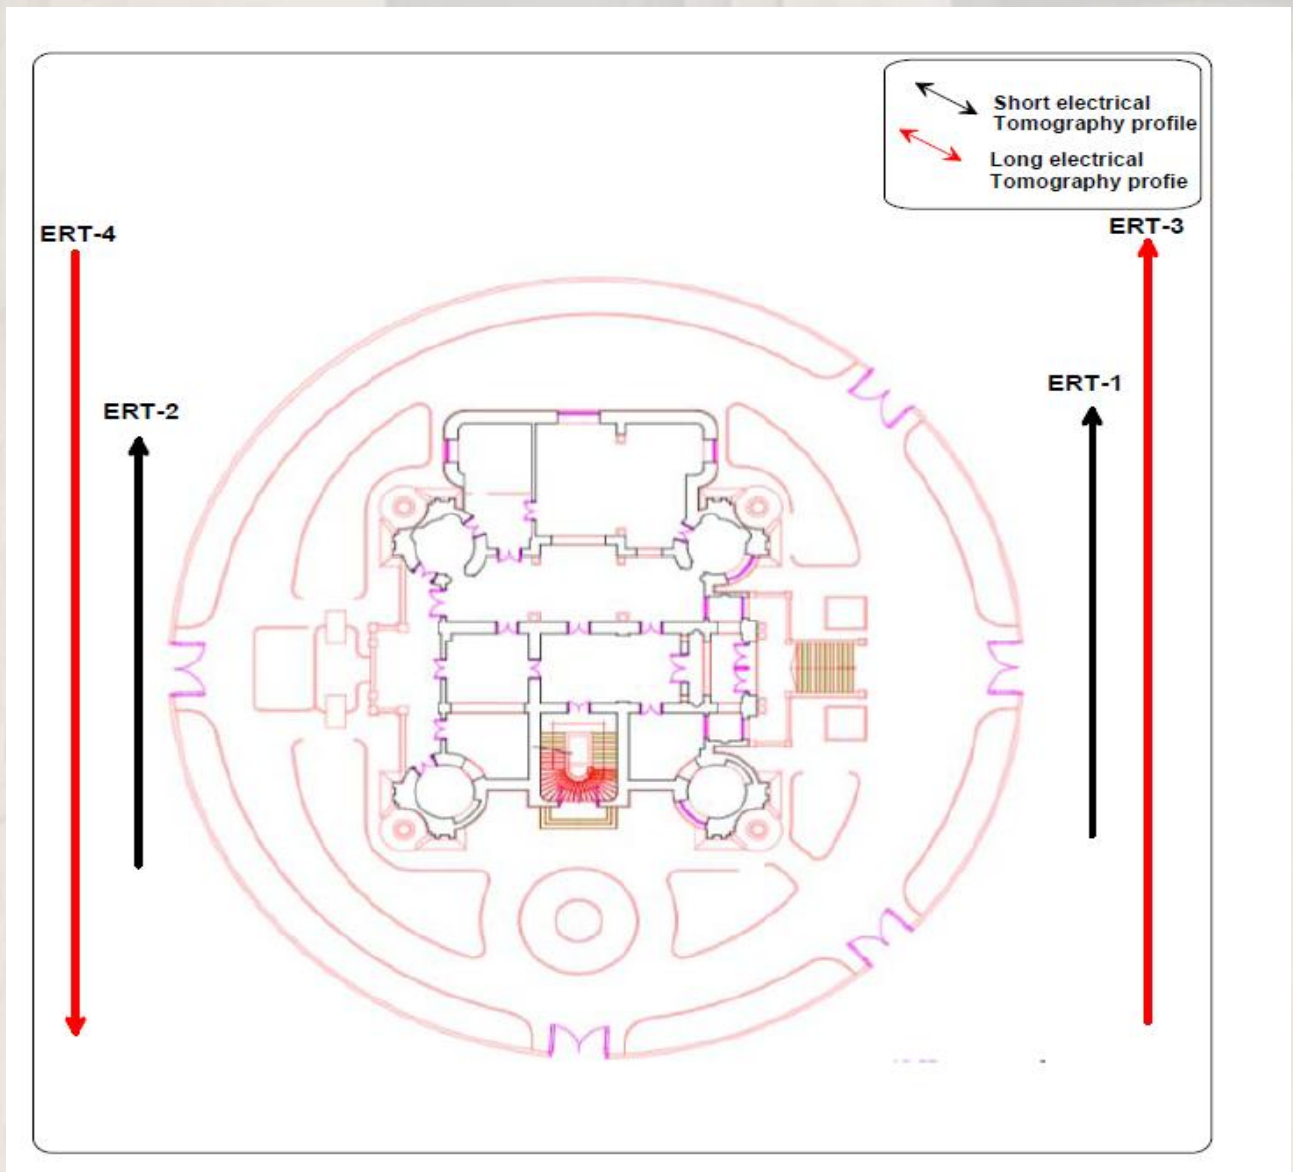 Short electrical
Tomography profile
Long electrical
Tomography profie
ERT-4
ERT-3
ERT-1
ERT-2